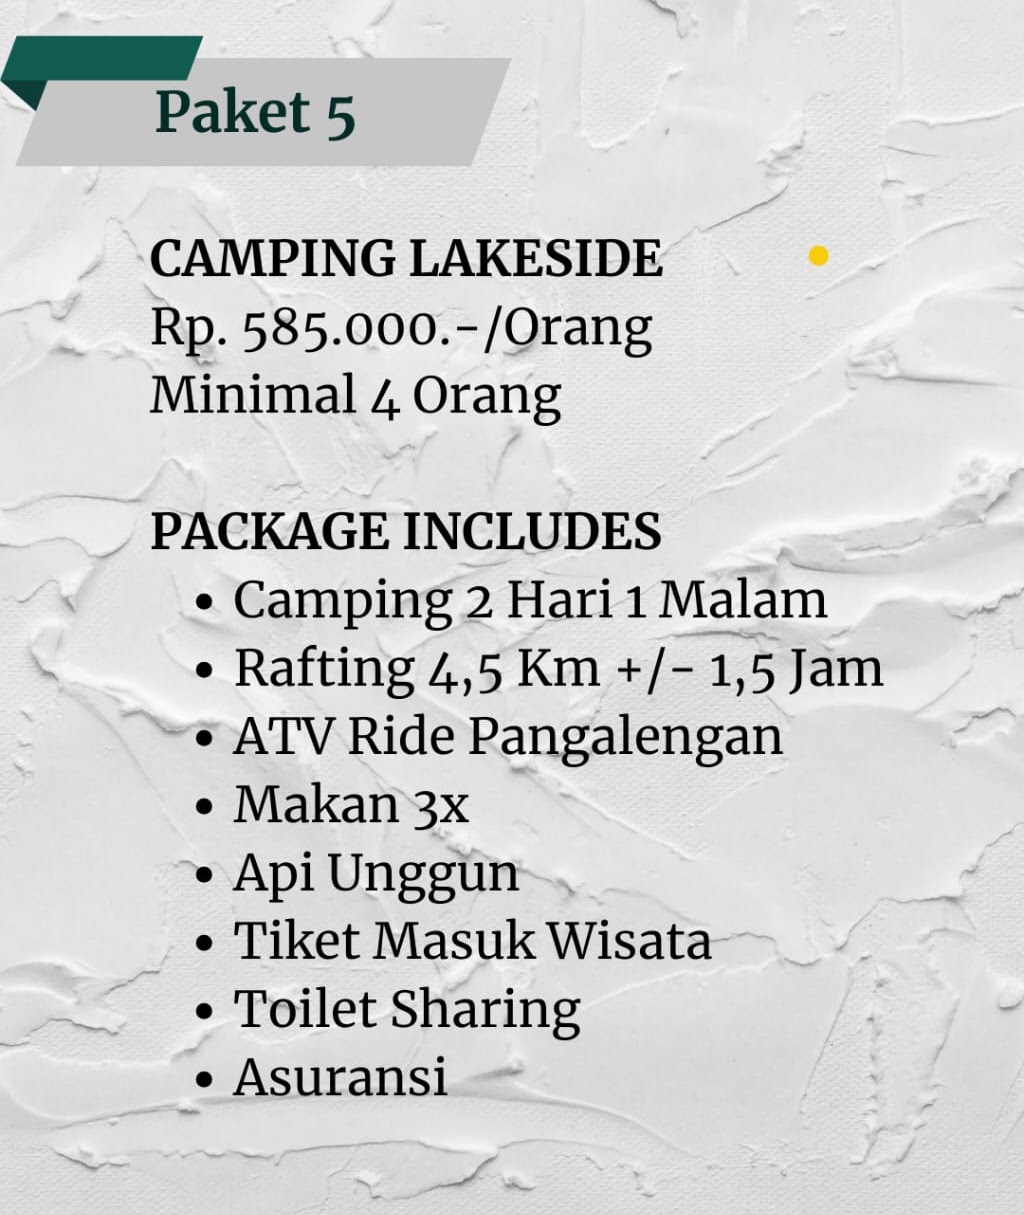 Paket 5
CAMPING LAKESIDE
Rp. 585.000.-/Orang
Minimal 4 Orang
PACKAGE INCLUDES
• Camping 2 Hari 1 Malam
• Rafting 4,5 Km +/- 1,5 Jam
• ATV Ride Pangalengan
• Makan 3x
• Api Unggun
• Tiket Masuk Wisata
• Toilet Sharing
• Asuransi